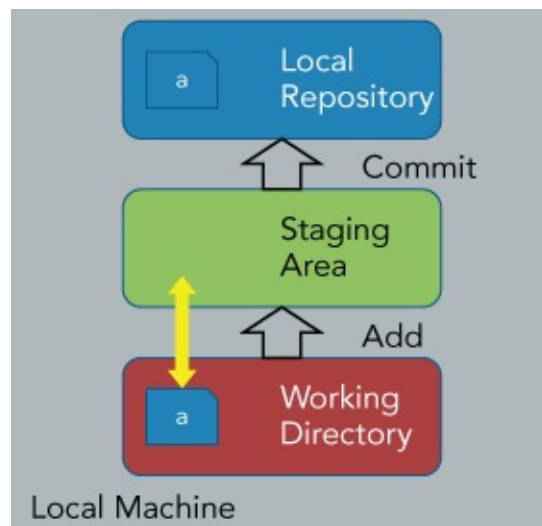 a
Local
Repository
Commit
Staging
Area
Add
a
Working
Directory
Local Machine